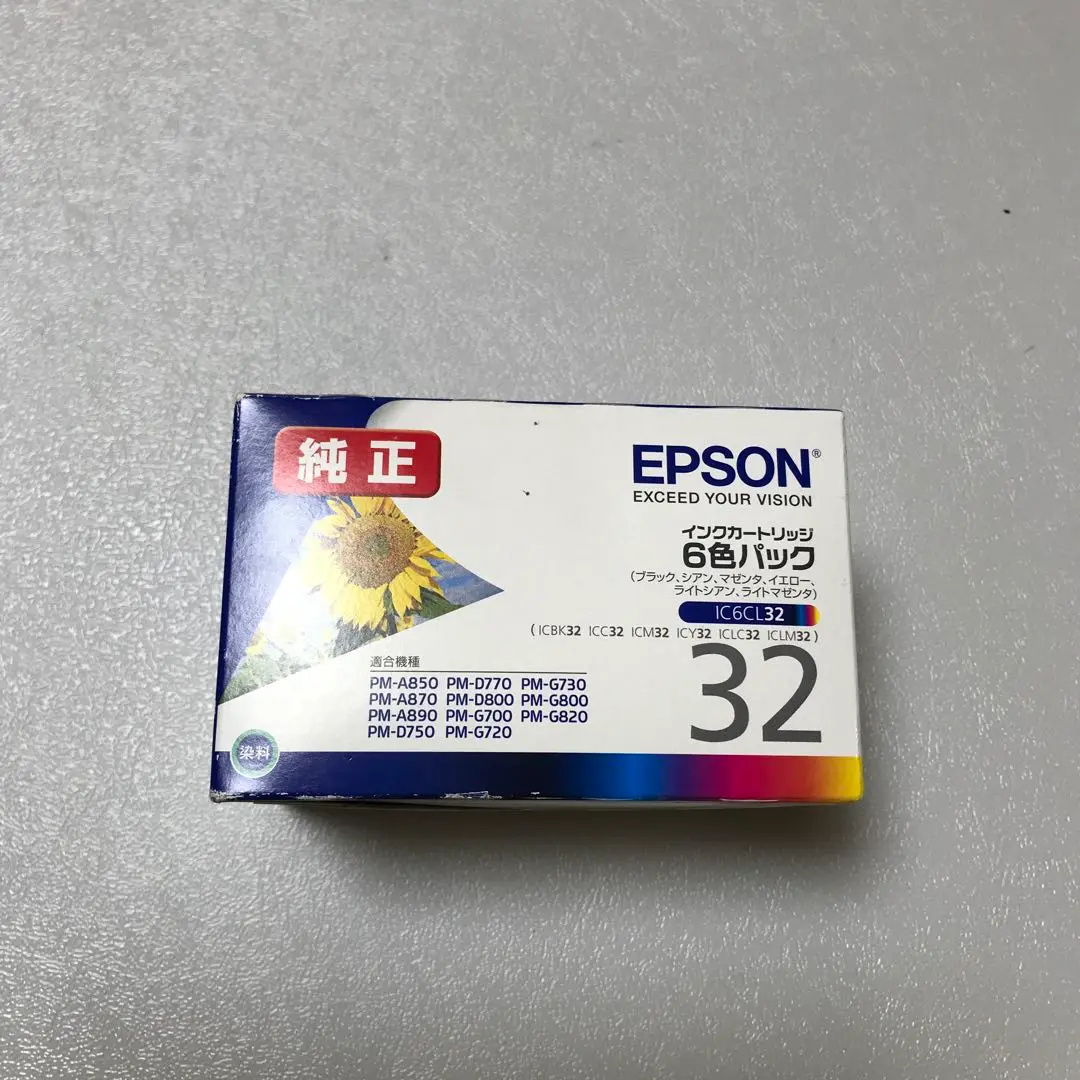 純正
EPSON®
EXCEED YOUR VISION
インクカートリッジ
6色パック
(ブラック、シアン、マゼンタ、イエロー、
ライトシアン、ライトマゼンタ)
IC6CL32
( ICBK32 ICC32 ICM32 ICY32 ICLC32 ICLM32 )
32
適合機種
PM-A850 PM-D770 PM-G730
PM-A870 PM-D800 PM-G800
PM-A890 PM-G700 PM-G820
PM-D750 PM-G720
染料